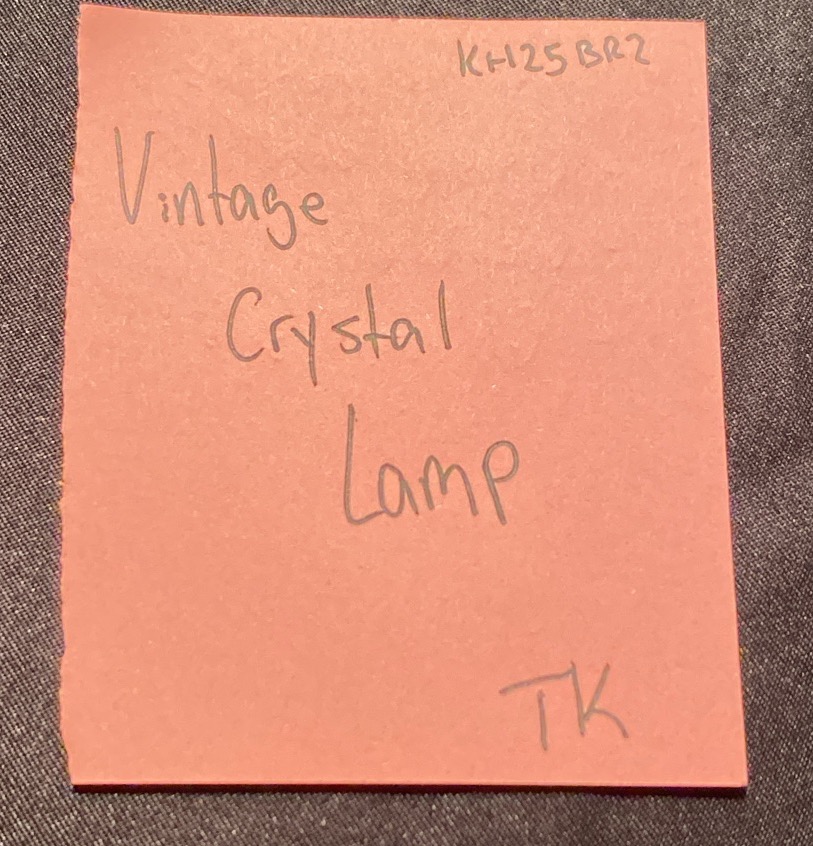 KH25BR2
Vintage
Crystal
Lamp
TK